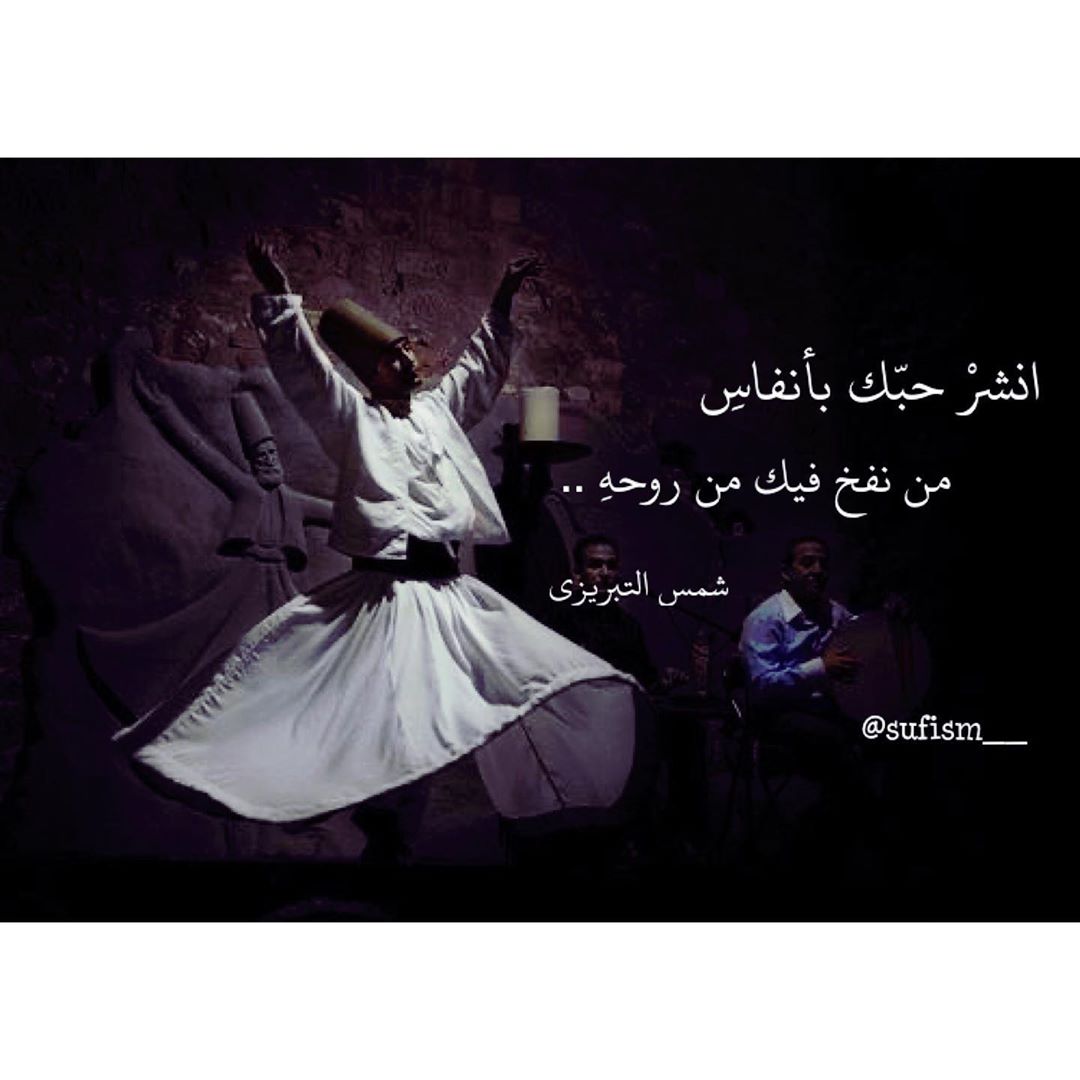 انشرْ حبّك بأنفاسِ
من نفخ فيك من روحهِ ..
شمس التبريزى
@sufism__